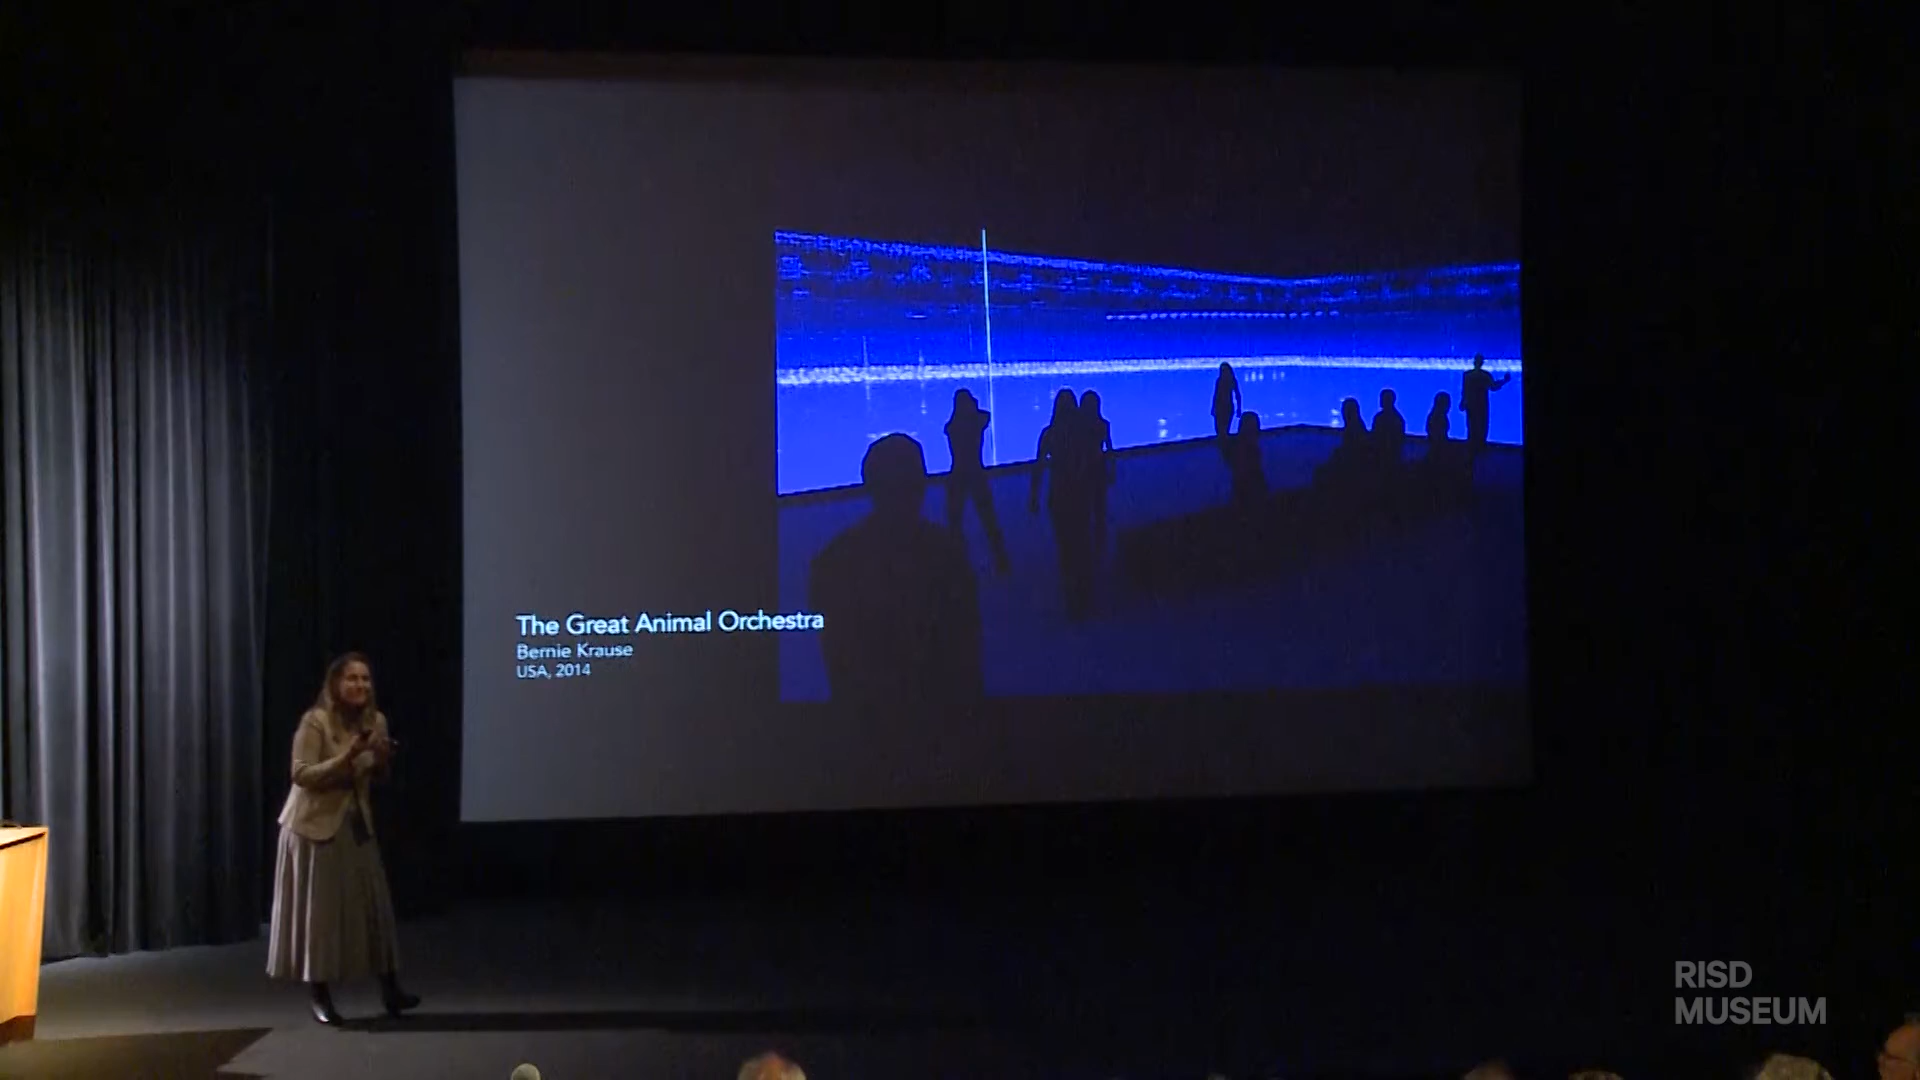 The Great Animal Orchestra
Bernie Krause
USA, 2014
RISD
MUSEUM